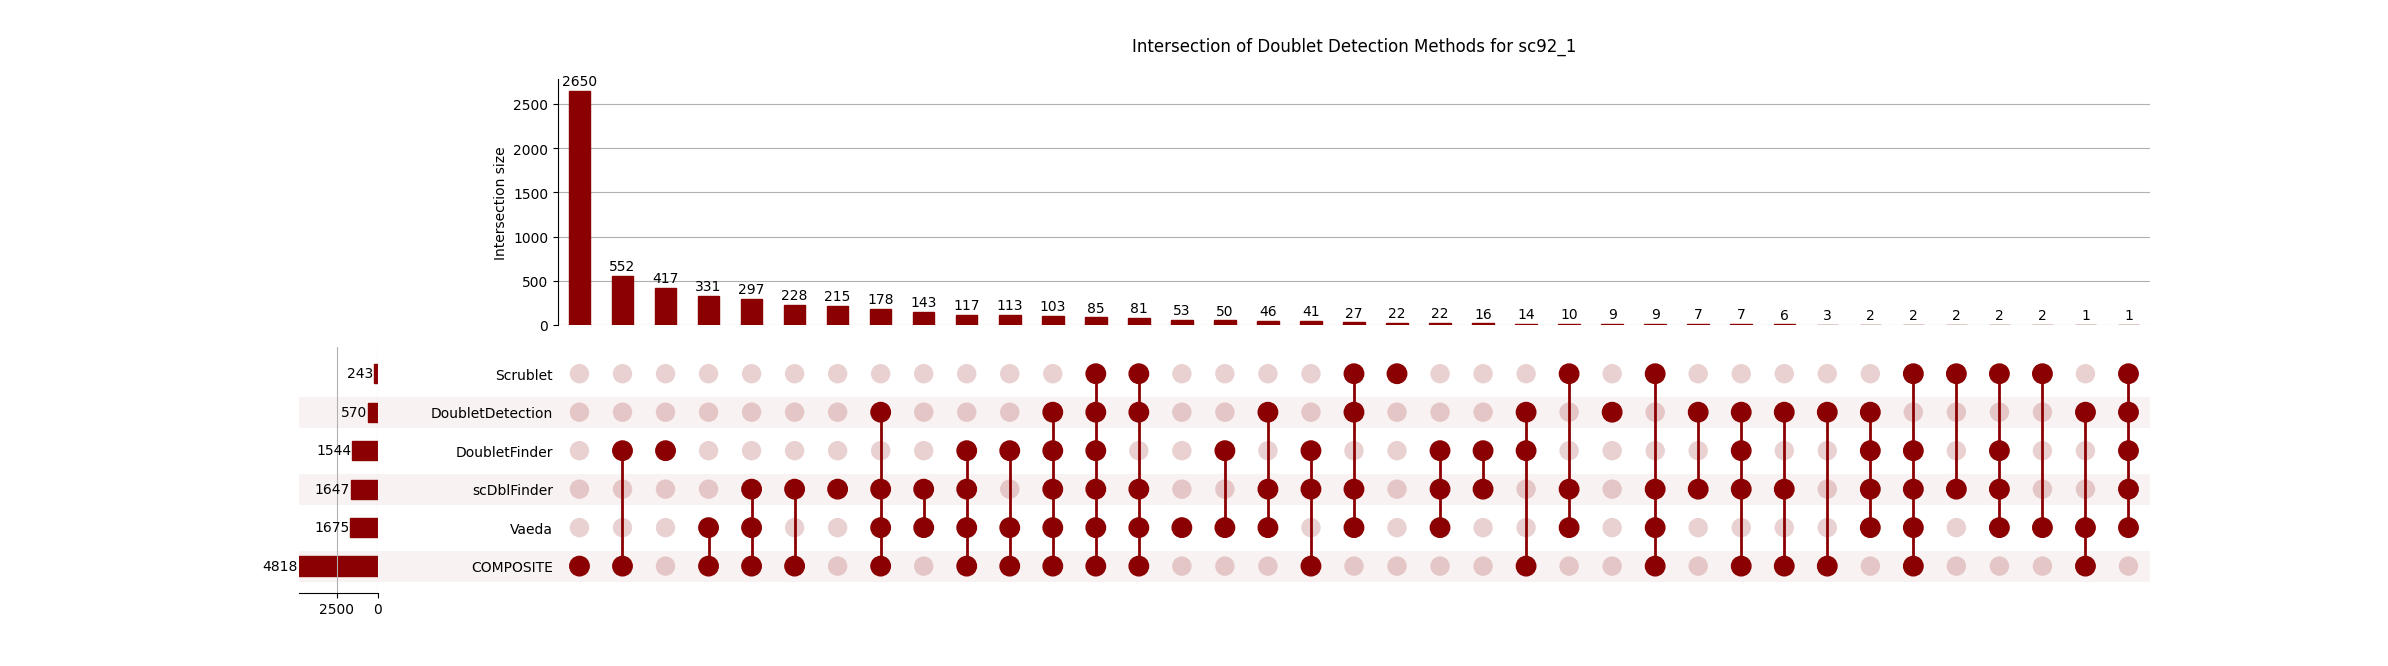 Intersection of Doublet Detection Methods for sc92_1
2650 552 417 331 297 228 215 178 143 117 113 103 85 81 53 50 46 41 27 22 22 16 14 10 9 9 7 7 6 3 2 2 2 2 2 1 1
Intersection size
2500
2000
1500
1000
500
0
243 Scrublet
570 DoubletDetection
1544 DoubletFinder
1647 scDblFinder
1675 Vaeda
4818 COMPOSITE
2500 0